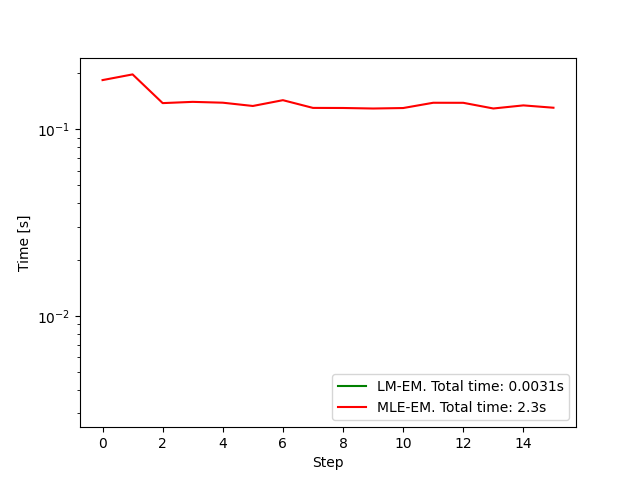 10⁻¹
10⁻²
Time [s]
LM-EM. Total time: 0.0031s
MLE-EM. Total time: 2.3s
0 2 4 6 8 10 12 14
Step